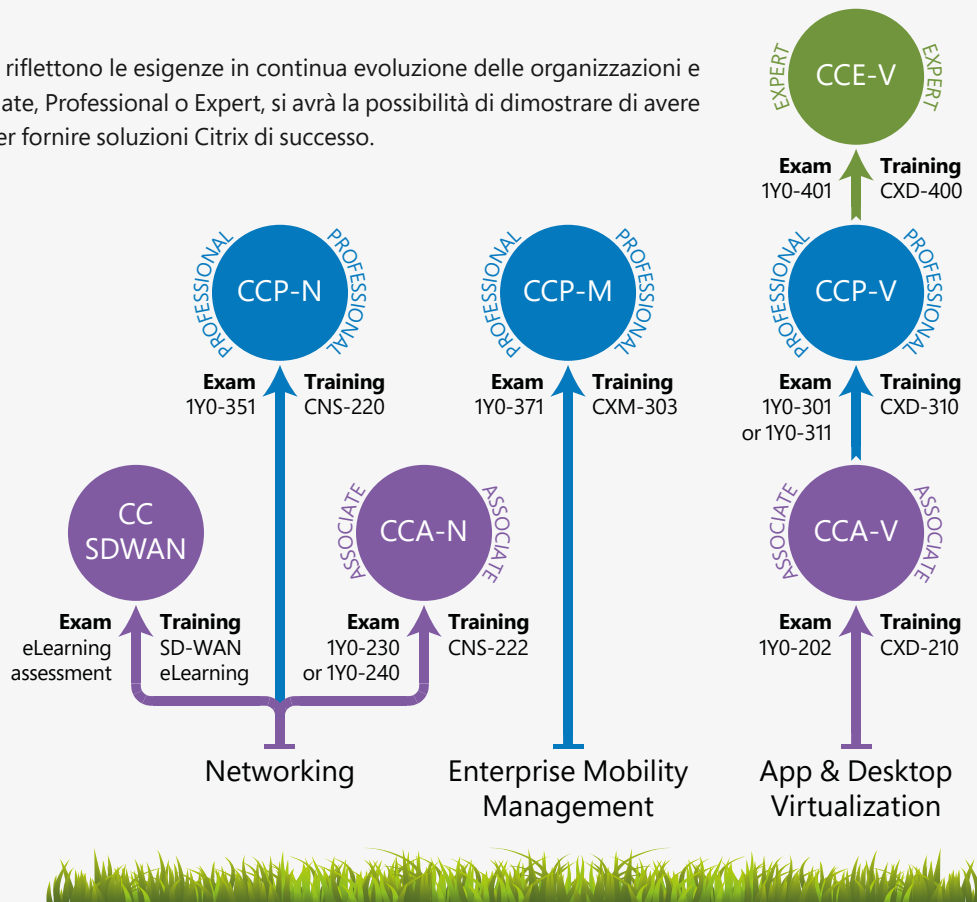 riflettono le esigenze in continua evoluzione delle organizzazioni e
ate, Professional o Expert, si avrà la possibilità di dimostrare di avere
er fornire soluzioni Citrix di successo.
EXPERT
CCE-V
EXPERT
Exam
1Y0-401
Training
CXD-400
PROFESSIONAL
CCP-N
PROFESSIONAL
PROFESSIONAL
CCP-M
PROFESSIONAL
PROFESSIONAL
CCP-V
PROFESSIONAL
Exam
1Y0-351
Training
CNS-220
Exam
1Y0-371
Training
CXM-303
Exam
1Y0-301
or 1Y0-311
Training
CXD-310
CC
SDWAN
ASSOCIATE
CCA-N
ASSOCIATE
ASSOCIATE
CCA-V
ASSOCIATE
Exam
eLearning
assessment
Training
SD-WAN
eLearning
Exam
1Y0-230
or 1Y0-240
Training
CNS-222
Exam
1Y0-202
Training
CXD-210
Networking
Enterprise Mobility
Management
App & Desktop
Virtualization